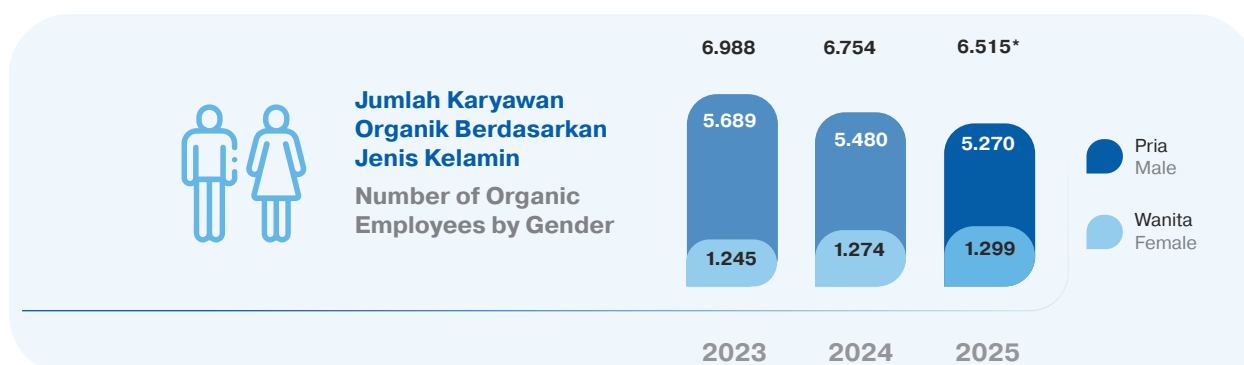 Jumlah Karyawan
Organik Berdasarkan
Jenis Kelamin
Number of Organic
Employees by Gender
6.988 6.754 6.515*
5.689 5.480 5.270
1.245 1.274 1.299
2023 2024 2025
Pria
Male
Wanita
Female